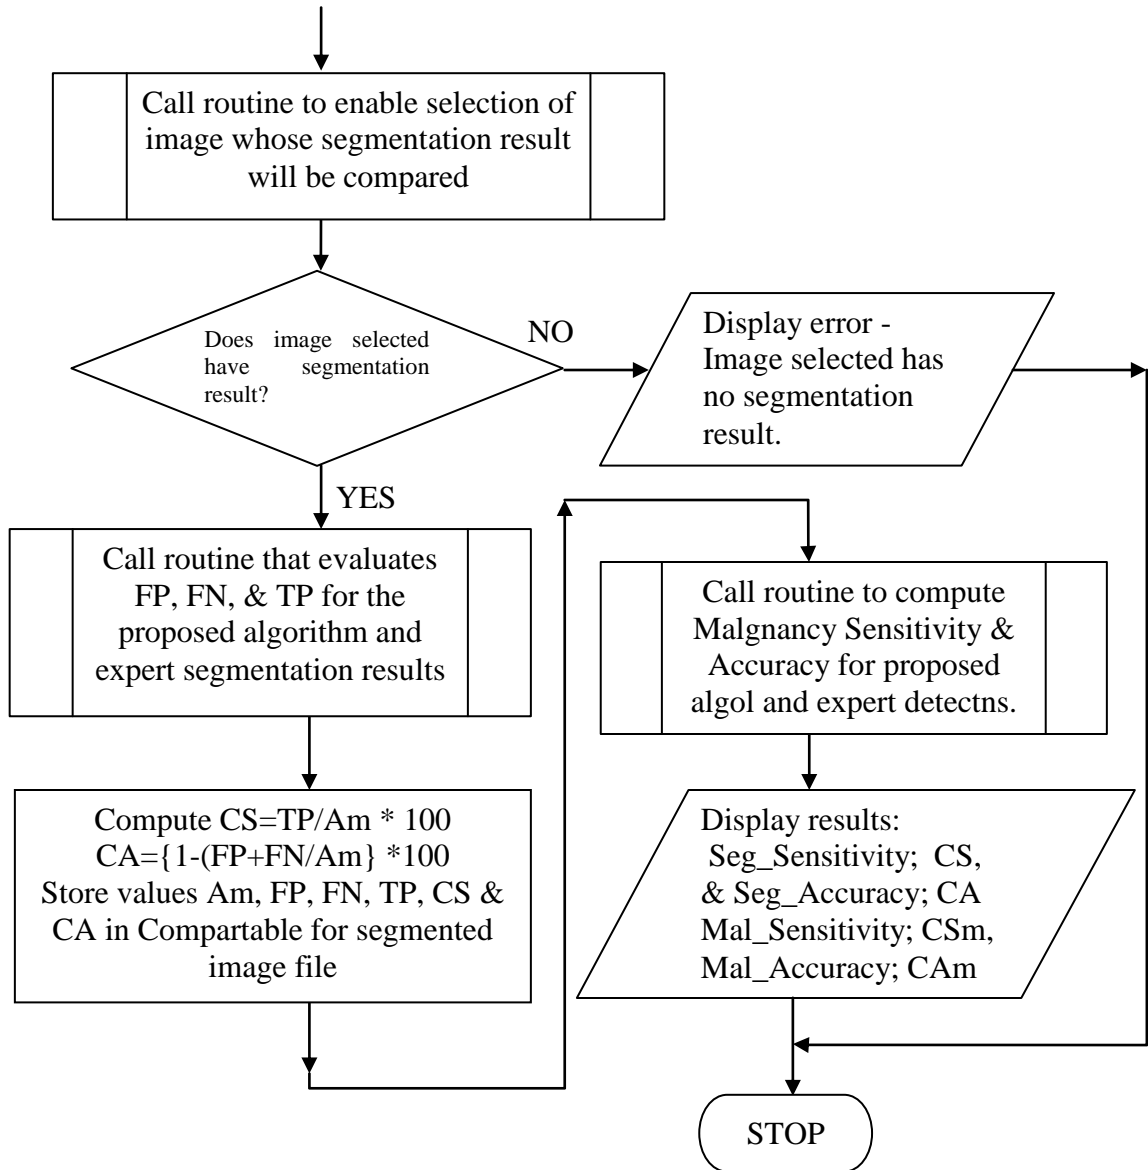 Call routine to enable selection of
image whose segmentation result
will be compared
Does image selected
have segmentation
result?
NO
Display error -
Image selected has
no segmentation
result.
YES
Call routine that evaluates
FP, FN, & TP for the
proposed algorithm and
expert segmentation results
Compute CS=TP/Am * 100
CA={1-(FP+FN/Am} *100
Store values Am, FP, FN, TP, CS &
CA in Compartable for segmented
image file
Call routine to compute
Malgnancy Sensitivity &
Accuracy for proposed
algol and expert detectns.
Display results:
Seg_Sensitivity; CS,
& Seg_Accuracy; CA
Mal_Sensitivity; CSm,
Mal_Accuracy; CAm
STOP